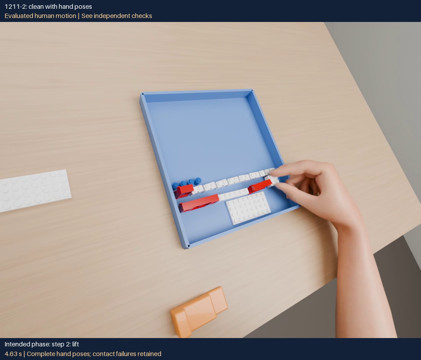 1211-2: clean with hand poses
Evaluated human motion | See independent checks
Intended phase: step 2: lift
4.63 s | Complete hand poses; contact failures retained